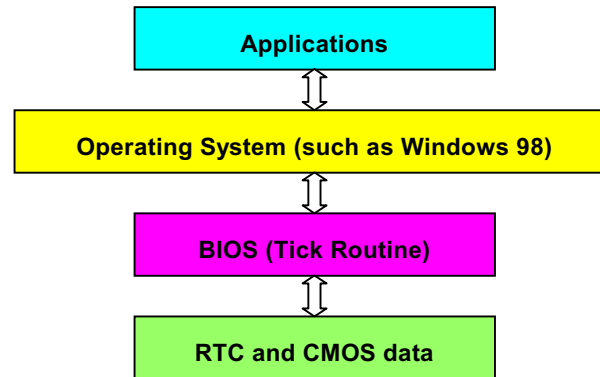 Applications
Operating System (such as Windows 98)
BIOS (Tick Routine)
RTC and CMOS data